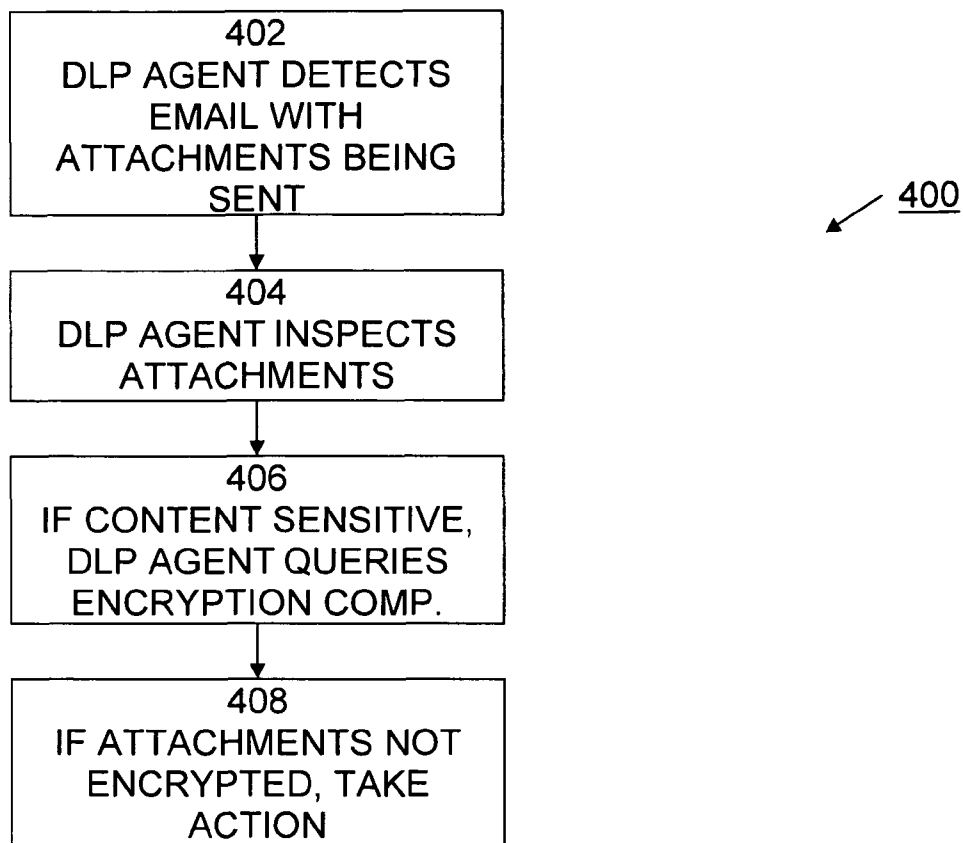 402
DLP AGENT DETECTS
EMAIL WITH
ATTACHMENTS BEING
SENT
400
404
DLP AGENT INSPECTS
ATTACHMENTS
406
IF CONTENT SENSITIVE,
DLP AGENT QUERIES
ENCRYPTION COMP.
408
IF ATTACHMENTS NOT
ENCRYPTED, TAKE
ACTION